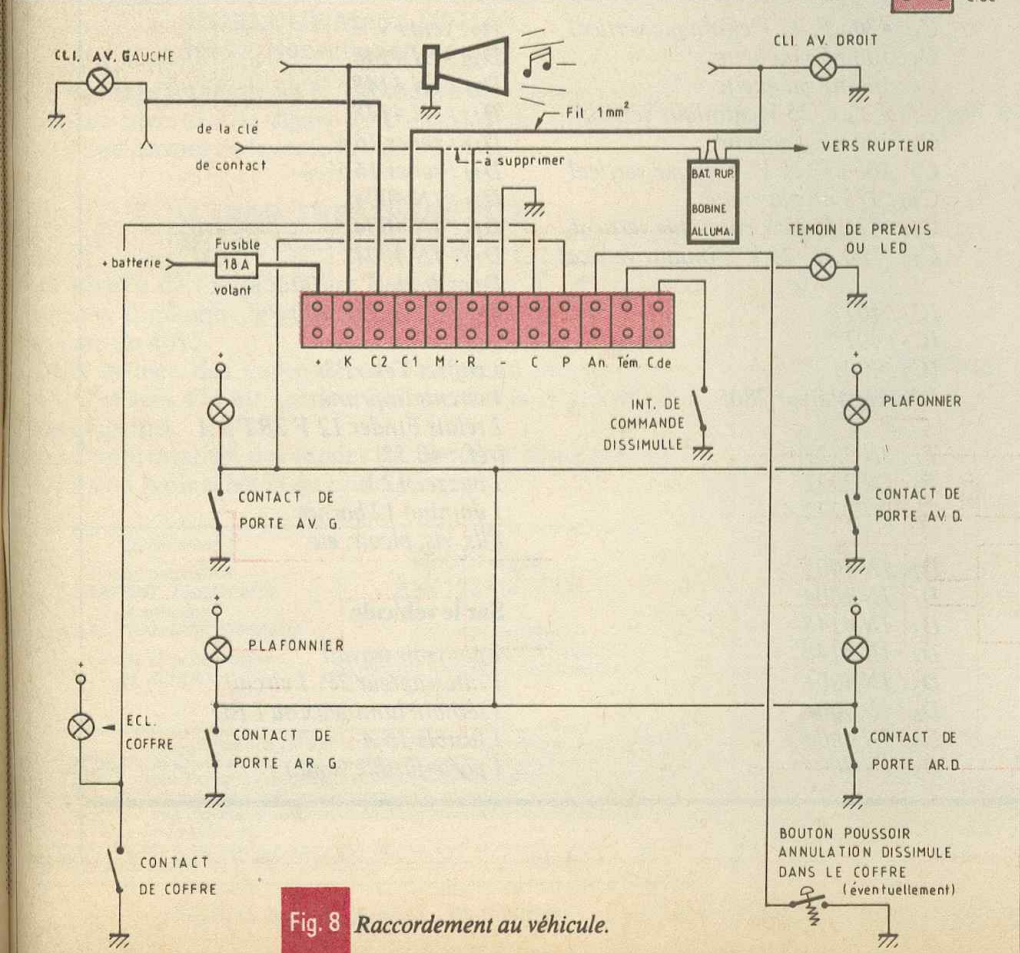 CLI. AV. GAUCHE
CLI. AV. DROIT
Fil 1mm²
de la clé
de contact
à supprimer
VERS RUPTEUR
BAT. RUP.
BOBINE
ALLUMA.
TEMOIN DE PREAVIS
OU LED
Fusible
+ batterie
18 A
volant
+ K C2 C1 M · R - C P An. Tém. Cde
+
+
INT. DE
COMMANDE
DISSIMULLE
PLAFONNIER
CONTACT DE
PORTE AV. G.
CONTACT DE
PORTE AV. D.
+
+
PLAFONNIER
+
ECL.
COFFRE
CONTACT DE
PORTE AR. G
CONTACT DE
PORTE AR. D.
BOUTON POUSSOIR
ANNULATION DISSIMULE
DANS LE COFFRE
(éventuellement)
CONTACT
DE COFFRE
Fig. 8 Raccordement au véhicule.